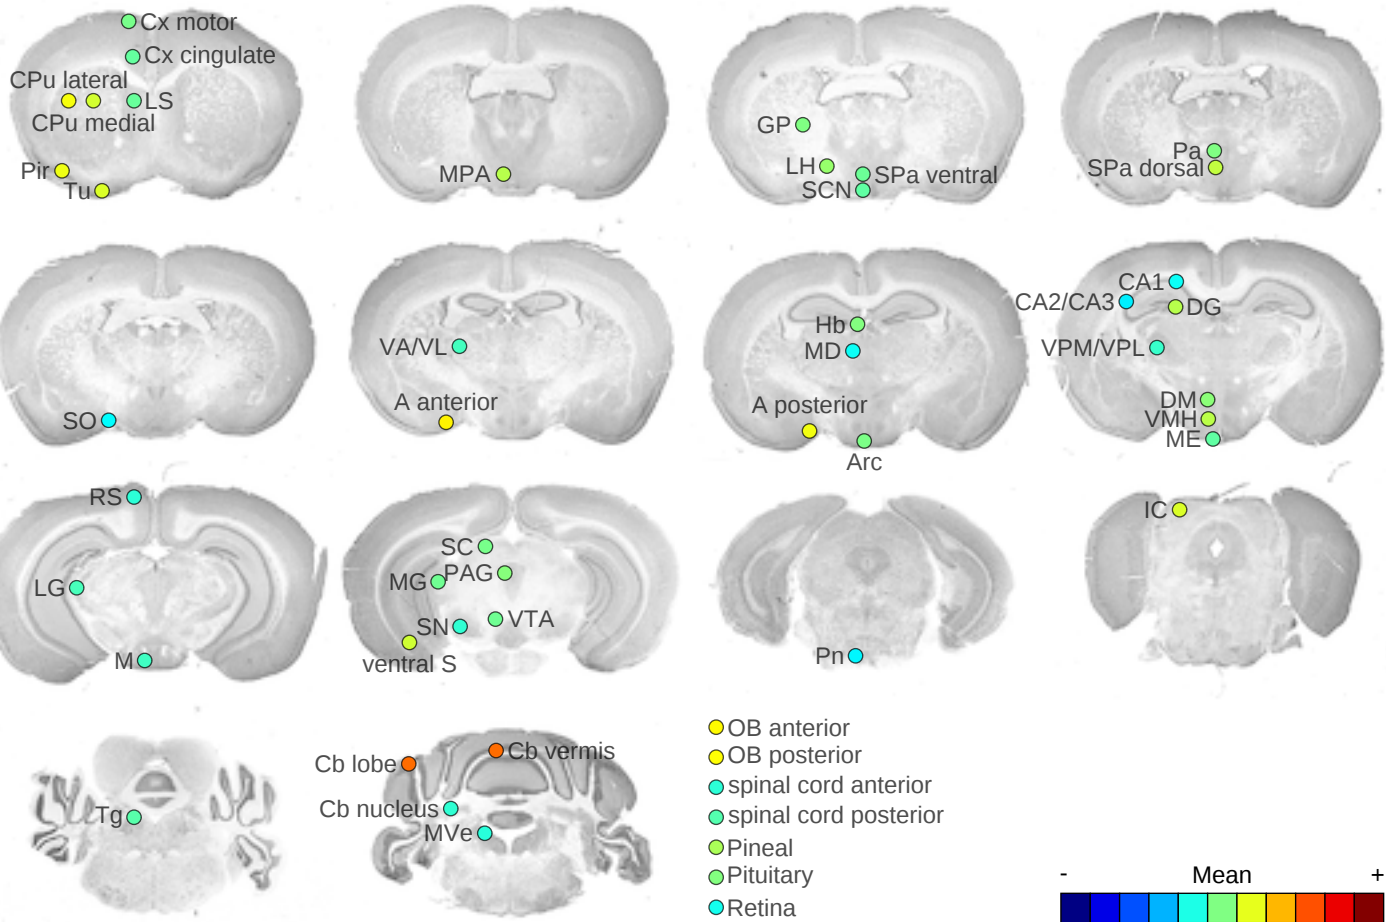 Cx motor
Cx cingulate
CPu lateral
LS
CPu medial
Pir
Tu
MPA
GP
LH
SPa ventral
SCN
Pa
SPa dorsal
SO
VA/VL
A anterior
Hb
MD
A posterior
Arc
CA1
CA2/CA3
DG
VPM/VPL
DM
VMH
ME
RS
LG
M
SC
MG
PAG
SN
VTA
ventral S
Pn
IC
Tg
Cb lobe
Cb vermis
Cb nucleus
MVe
OB anterior
OB posterior
spinal cord anterior
spinal cord posterior
Pineal
Pituitary
Retina
- Mean +